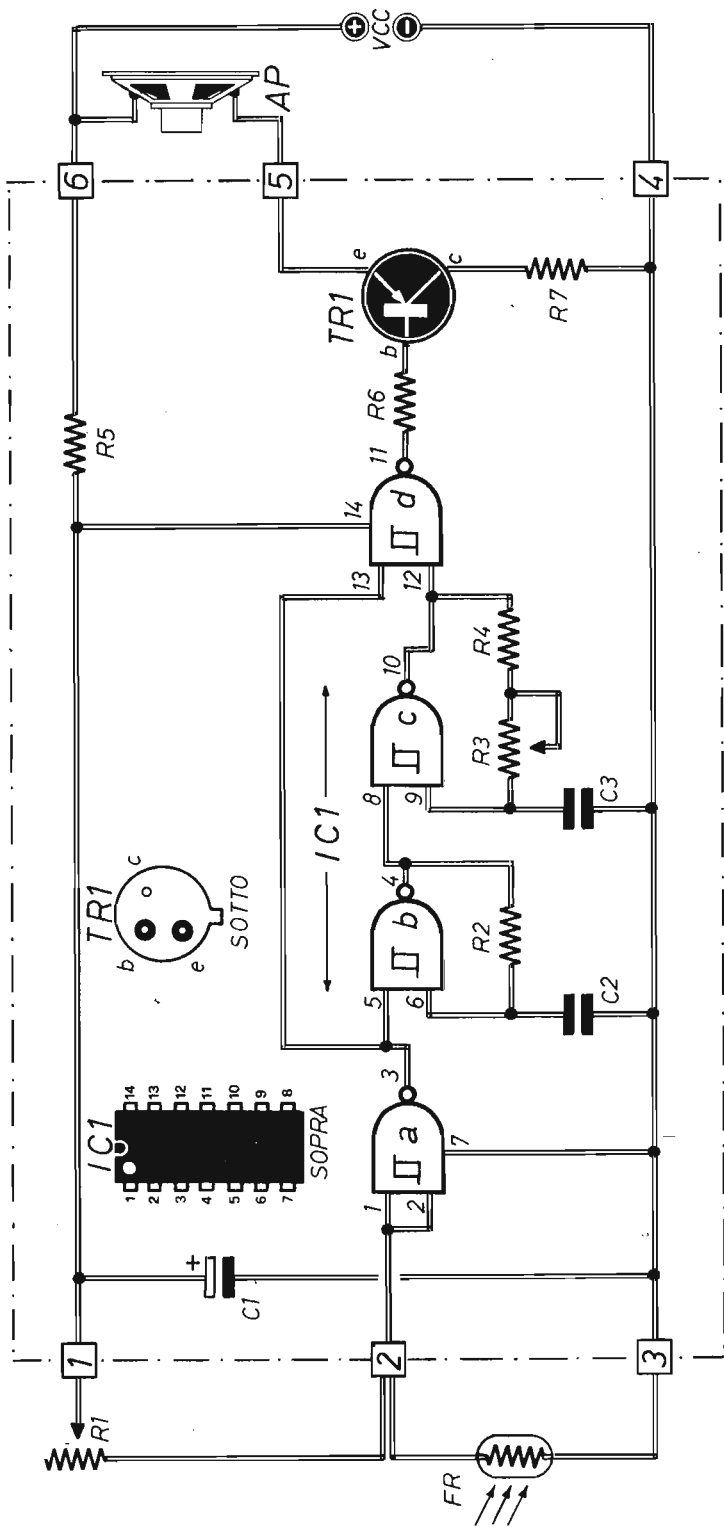 R1
FR
1
2
3
C1
+
IC1
1 14
2 13
3 12
4 11
5 10
6 9
7 8
SOPRA
TR1
b c
e
SOTTO
1
2
a
3
7
IC1
5
6
b
4
R2
C2
8
9
c
10
R3
R4
C3
13
12
14
d
11
R5
R6
TR1
b
e
c
R7
6
5
4
AP
+
VCC
-